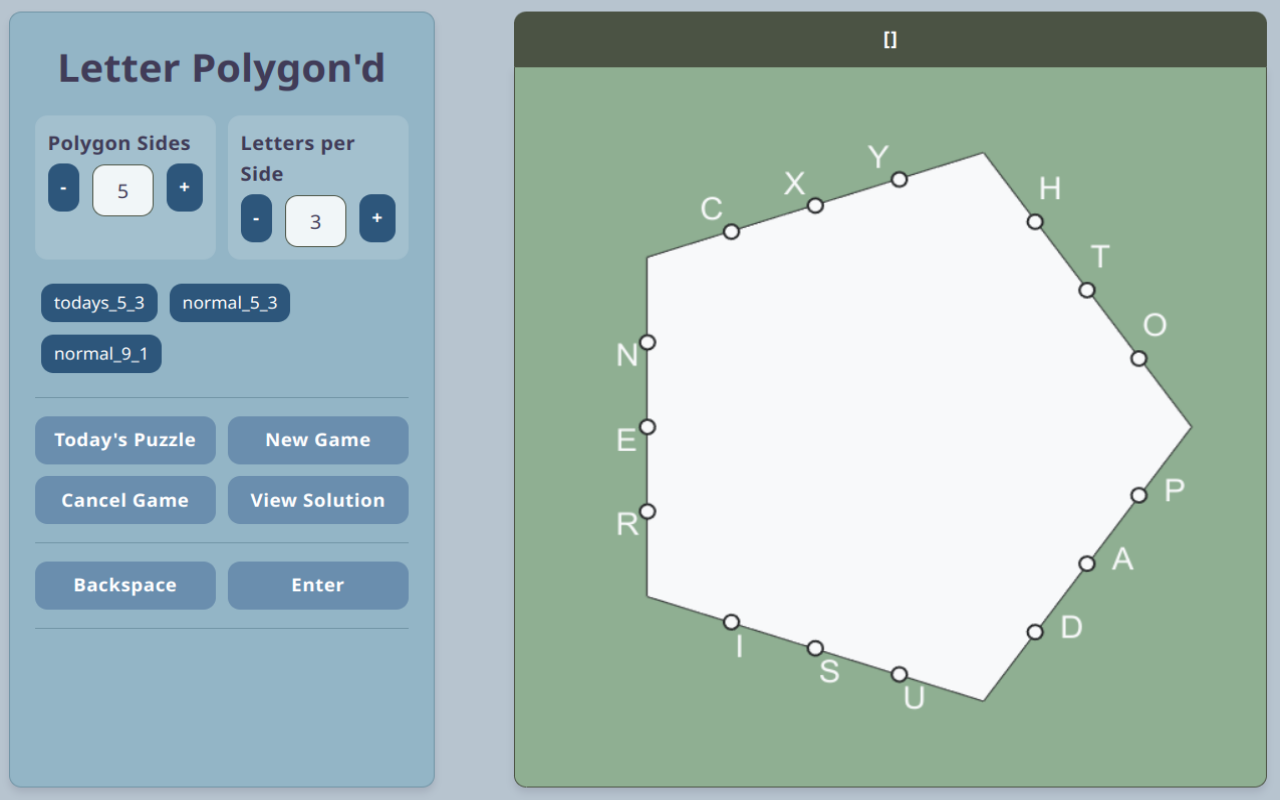 Letter Polygon'd
Polygon Sides
-
5
+
Letters per
Side
-
3
+
todays_5_3
normal_5_3
normal_9_1
Today's Puzzle
New Game
Cancel Game
View Solution
Backspace
Enter
[]
Y
X
C
H
T
O
N
E
R
P
A
D
I
S
U